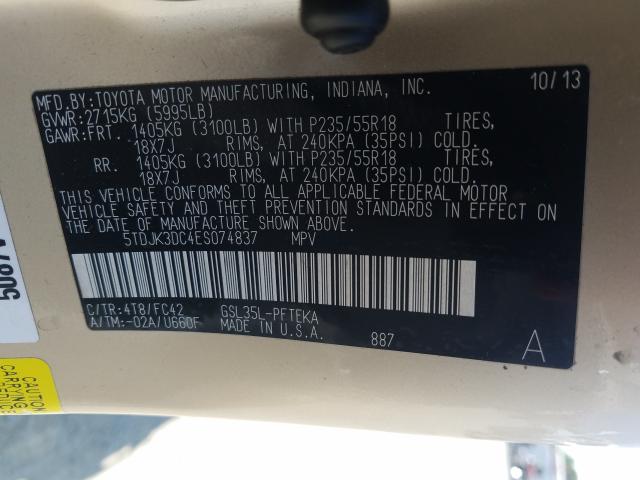 MFD.BY:TOYOTA MOTOR MANUFACTURING, INDIANA, INC. 10/13
GVWR:2715KG (5995LB)
GAWR:FRT. 1405KG (3100LB) WITH P235/55R18 TIRES,
18X7J RIMS, AT 240KPA (35PSI) COLD.
RR. 1405KG (3100LB) WITH P235/55R18 TIRES,
18X7J RIMS, AT 240KPA (35PSI) COLD.
THIS VEHICLE CONFORMS TO ALL APPLICABLE FEDERAL MOTOR
VEHICLE SAFETY AND THEFT PREVENTION STANDARDS IN EFFECT ON
THE DATE OF MANUFACTURE SHOWN ABOVE.
5TDJK3DC4ES074837 MPV
C/TR:4T8/FC42 GSL35L-PFTEKA
A/TM:-02A/U660F MADE IN U.S.A. 887
A
CAUTION
CARRYING